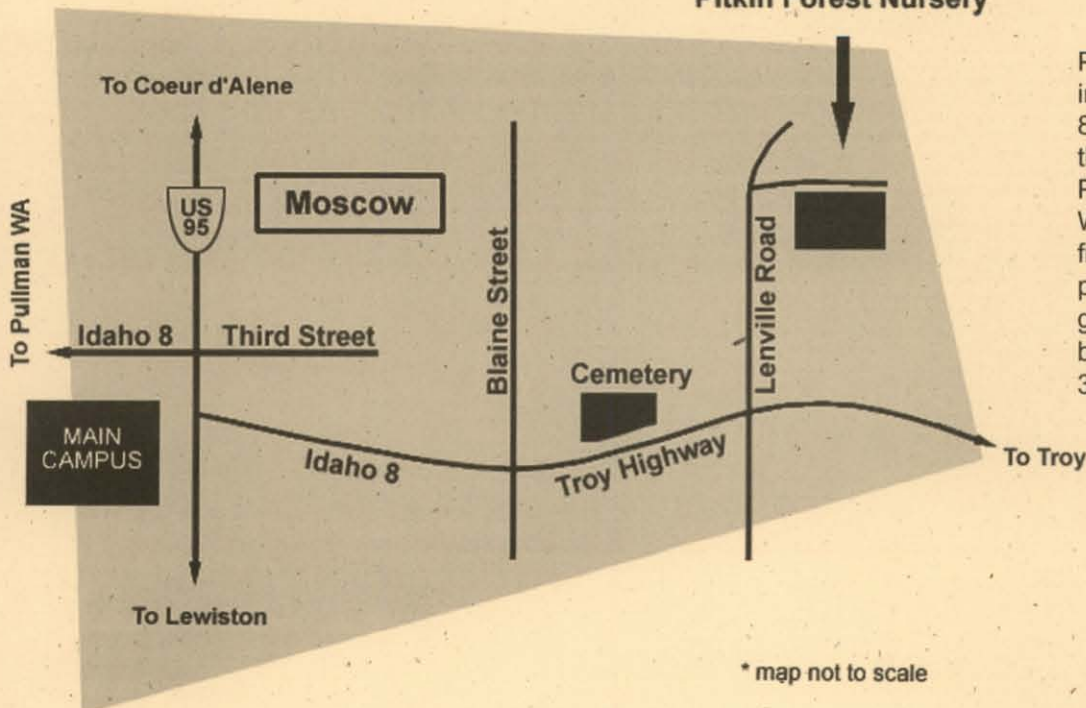 Pitkin Forest Nursery
To Coeur d'Alene
US
95
Moscow
To Pullman WA
Idaho 8
Third Street
Blaine Street
Lenville Road
Cemetery
MAIN
CAMPUS
Idaho 8
Troy Highway
To Troy
To Lewiston
* map not to scale